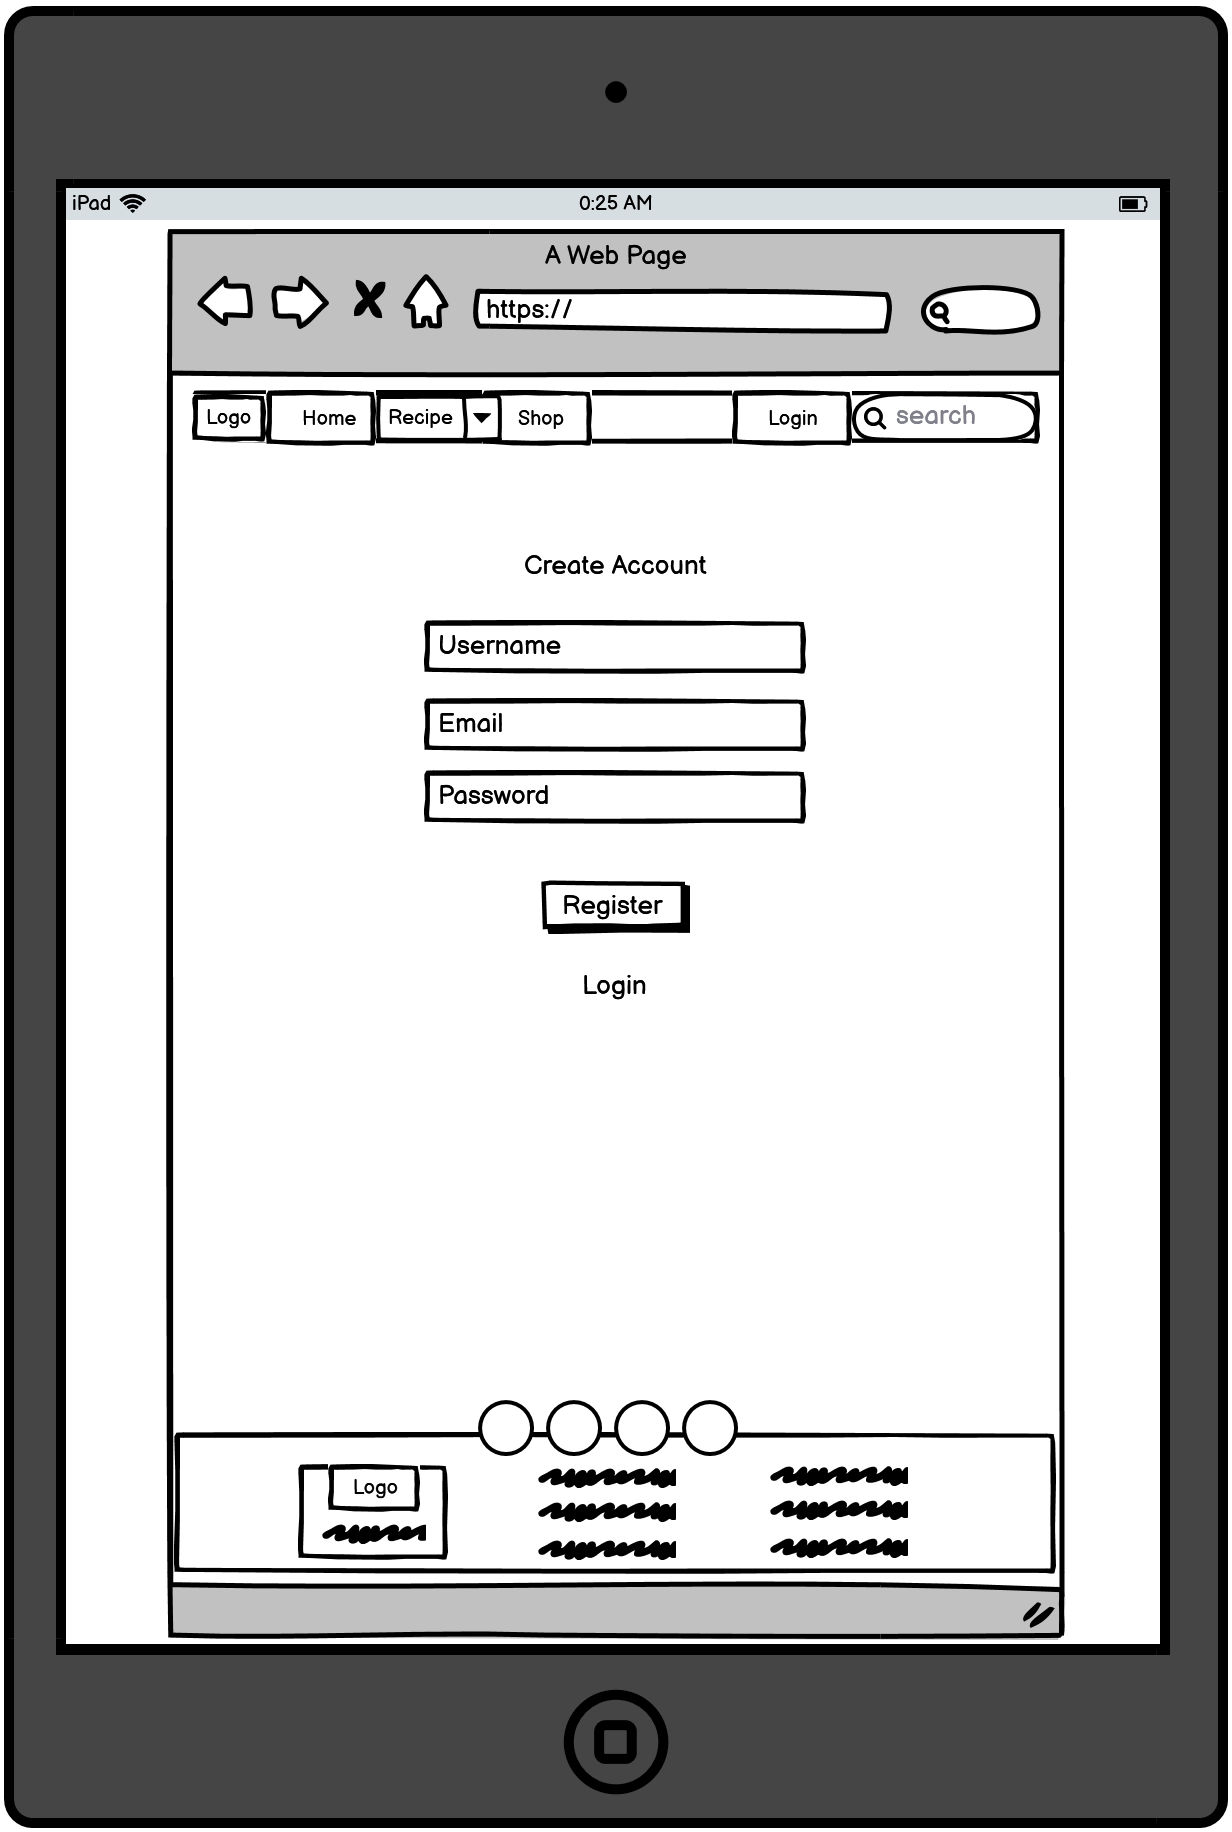 iPad 0:25 AM
A Web Page
https://
Logo Home Recipe Shop Login search
Create Account
Username
Email
Password
Register
Login
Logo